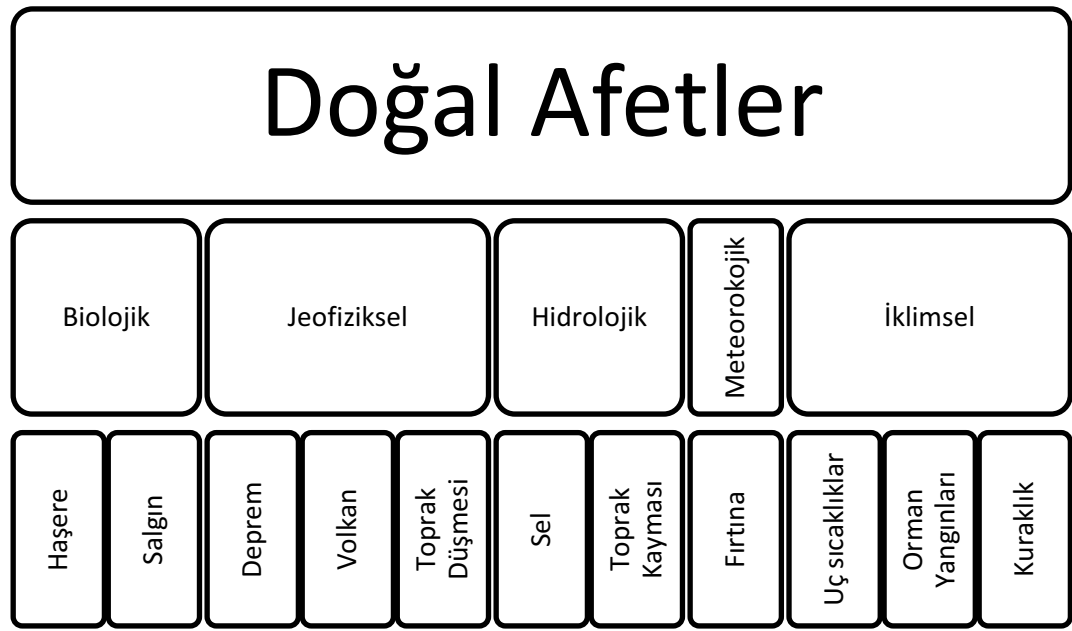 Doğal Afetler
Biolojik
Jeofiziksel
Hidrolojik
Meteorokojik
İklimsel
Haşere
Salgın
Deprem
Volkan
Toprak
Düşmesi
Sel
Toprak
Kayması
Fırtına
Uç sıcaklıklar
Orman
Yangınları
Kuraklık